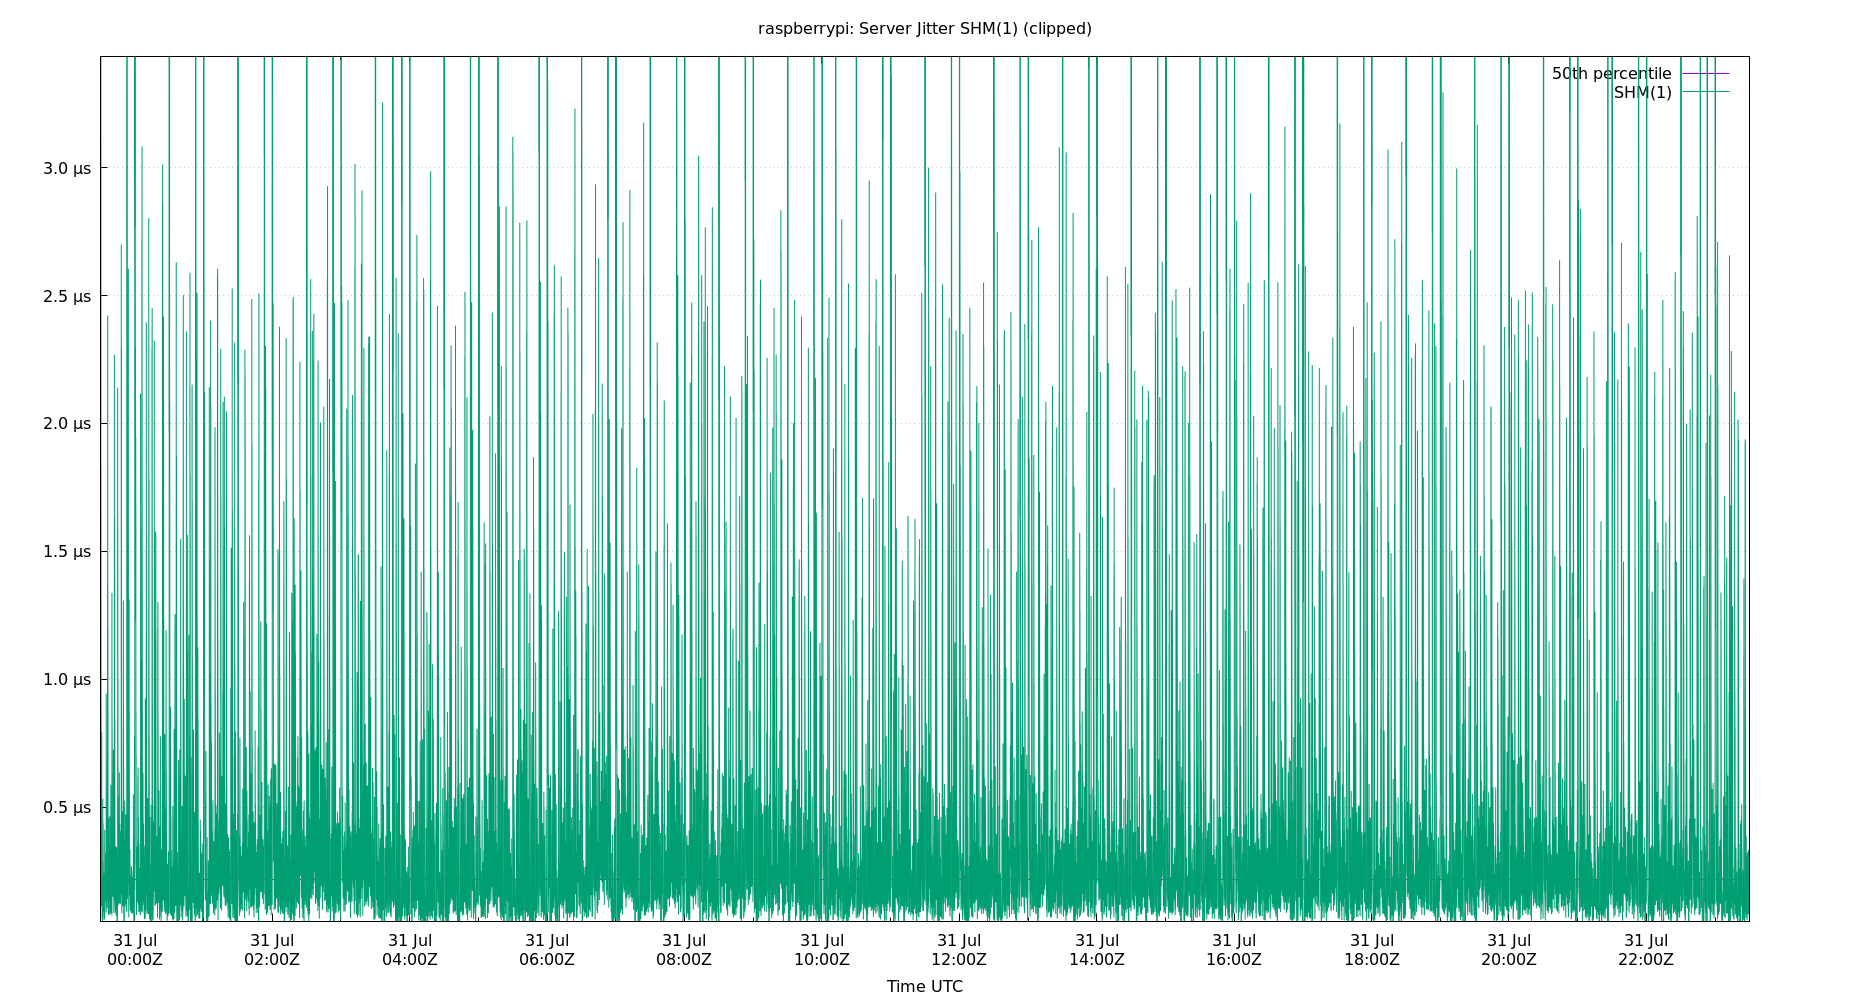 raspberrypi: Server Jitter SHM(1) (clipped)
50th percentile
SHM(1)
3.0 µs
2.5 µs
2.0 µs
1.5 µs
1.0 µs
0.5 µs
31 Jul 31 Jul 31 Jul 31 Jul 31 Jul 31 Jul 31 Jul 31 Jul 31 Jul 31 Jul 31 Jul 31 Jul
00:00Z 02:00Z 04:00Z 06:00Z 08:00Z 10:00Z 12:00Z 14:00Z 16:00Z 18:00Z 20:00Z 22:00Z
Time UTC